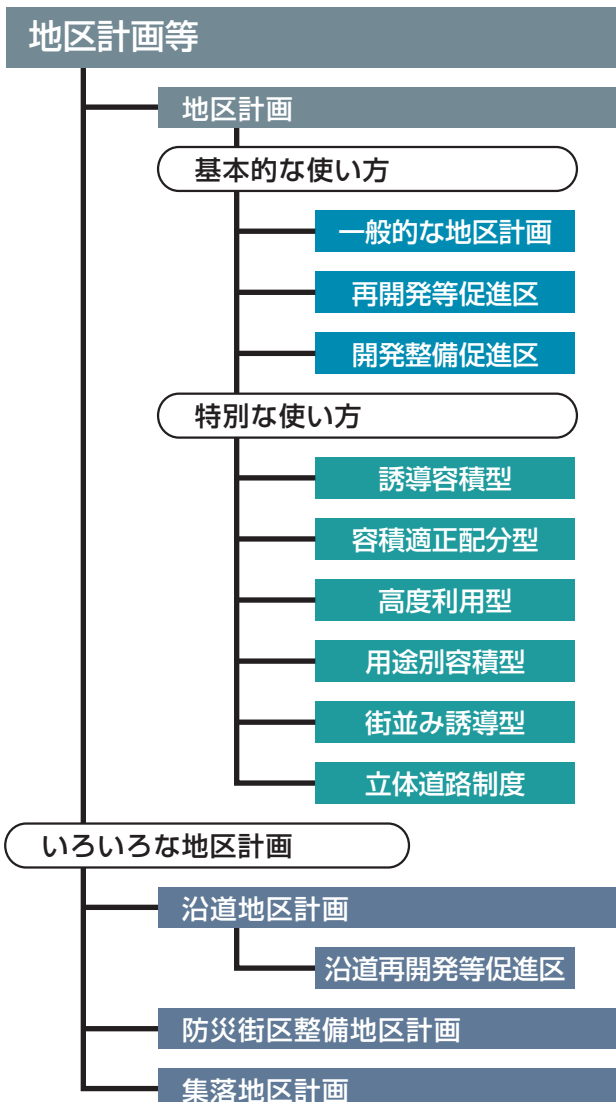 地区計画等
地区計画
基本的な使い方
一般的な地区計画
再開発等促進区
開発整備促進区
特別な使い方
誘導容積型
容積適正配分型
高度利用型
用途別容積型
街並み誘導型
立体道路制度
いろいろな地区計画
沿道地区計画
沿道再開発等促進区
防災街区整備地区計画
集落地区計画